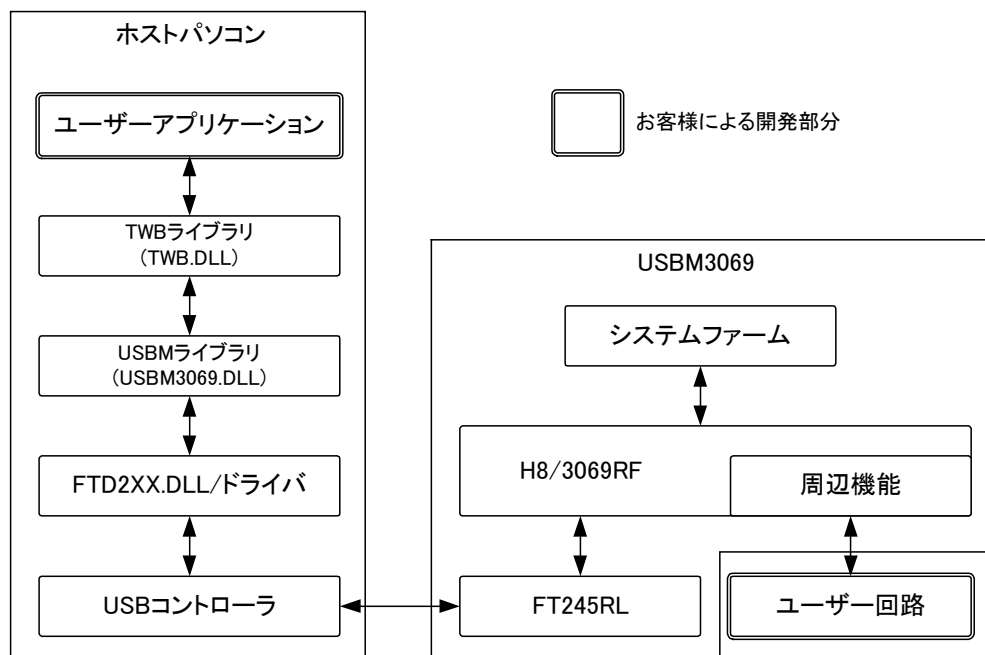 ホストパソコン
ユーザーアプリケーション
TWBライブラリ
(TWB.DLL)
USBMライブラリ
(USBM3069.DLL)
FTD2XX.DLL/ドライバ
USBコントローラ
お客様による開発部分
USBM3069
システムファーム
H8/3069RF
周辺機能
FT245RL
ユーザー回路